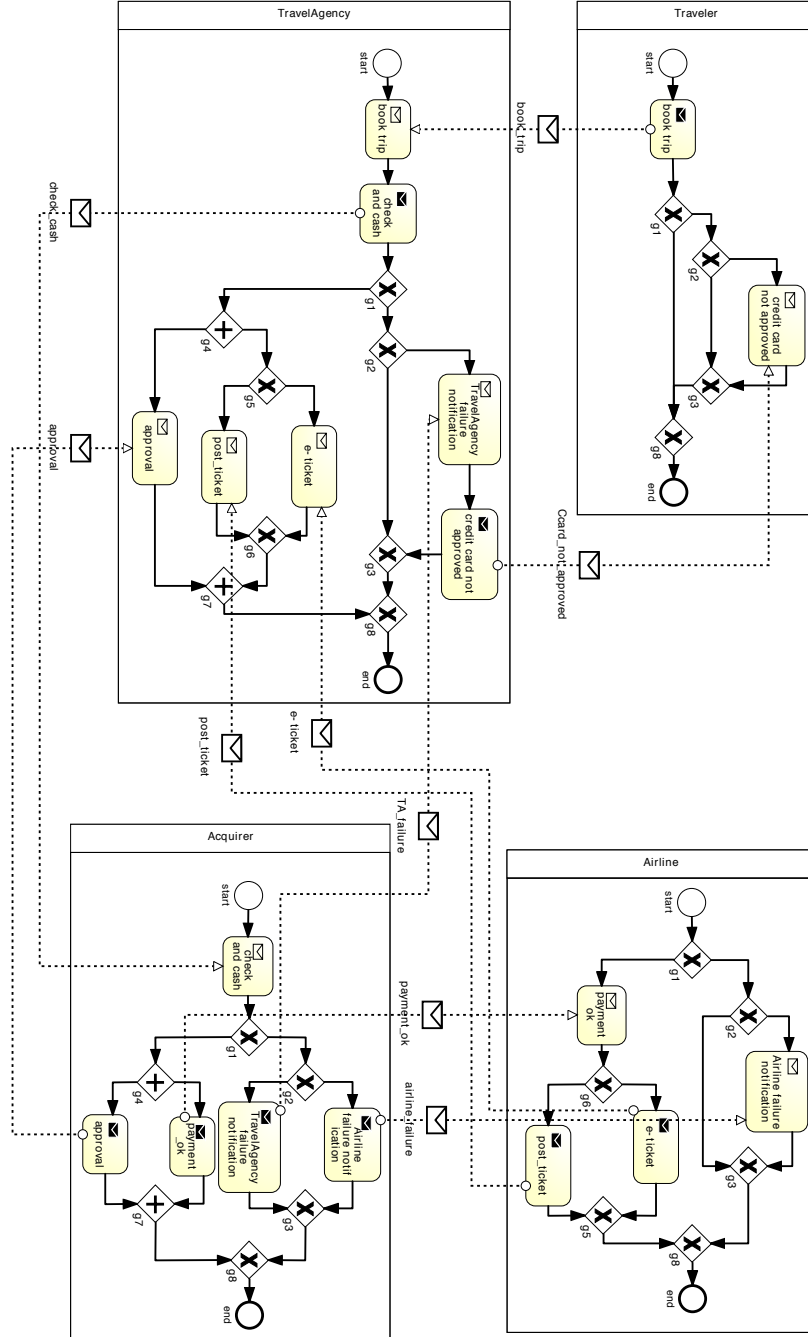 TravelAgency
start
book trip
check
and cash
g1
g2
TravelAgency
failure
notification
credit card not
approved
g3
g8
end
g4
g5
e- ticket
post_ticket
g6
approval
g7
Traveler
start
book trip
g1
g2
credit card
not approved
g3
g8
end
book_trip
check_cash
approval
Ccard_not_approved
post_ticket
e- ticket
TA_failure
payment_ok
airline_failure
Acquirer
start
check
and cash
g1
g2
Airline
failure notif
ication
TravelAgency
failure
notification
g3
g4
payment
_ok
approval
g7
g8
end
Airline
start
g1
g2
Airline failure
notification
g3
payment
ok
g6
e- ticket
post_ticket
g5
g8
end